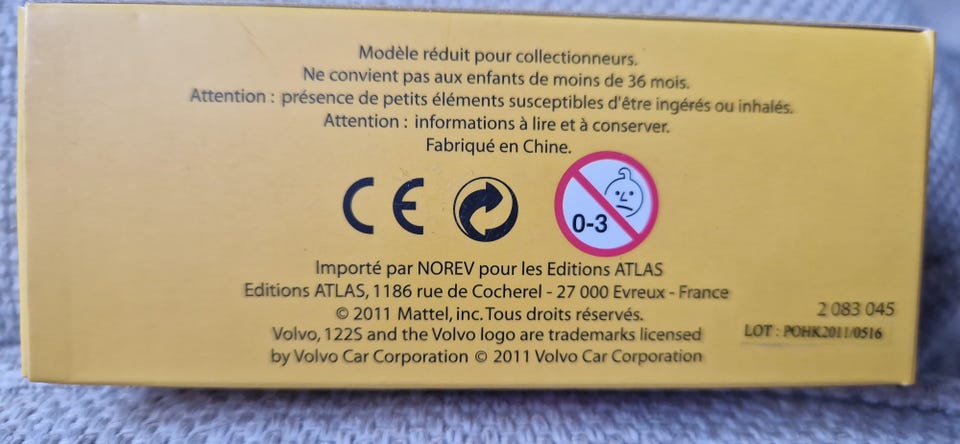 Modèle réduit pour collectionneurs.
Ne convient pas aux enfants de moins de 36 mois.
Attention : présence de petits éléments susceptibles d'être ingérés ou inhalés.
Attention : informations à lire et à conserver.
Fabriqué en Chine.
CE
0-3
Importé par NOREV pour les Editions ATLAS
Editions ATLAS, 1186 rue de Cocherel - 27 000 Evreux - France
© 2011 Mattel, inc. Tous droits réservés.
Volvo, 122S and the Volvo logo are trademarks licensed
by Volvo Car Corporation © 2011 Volvo Car Corporation
2 083 045
LOT : POHK2011/0516